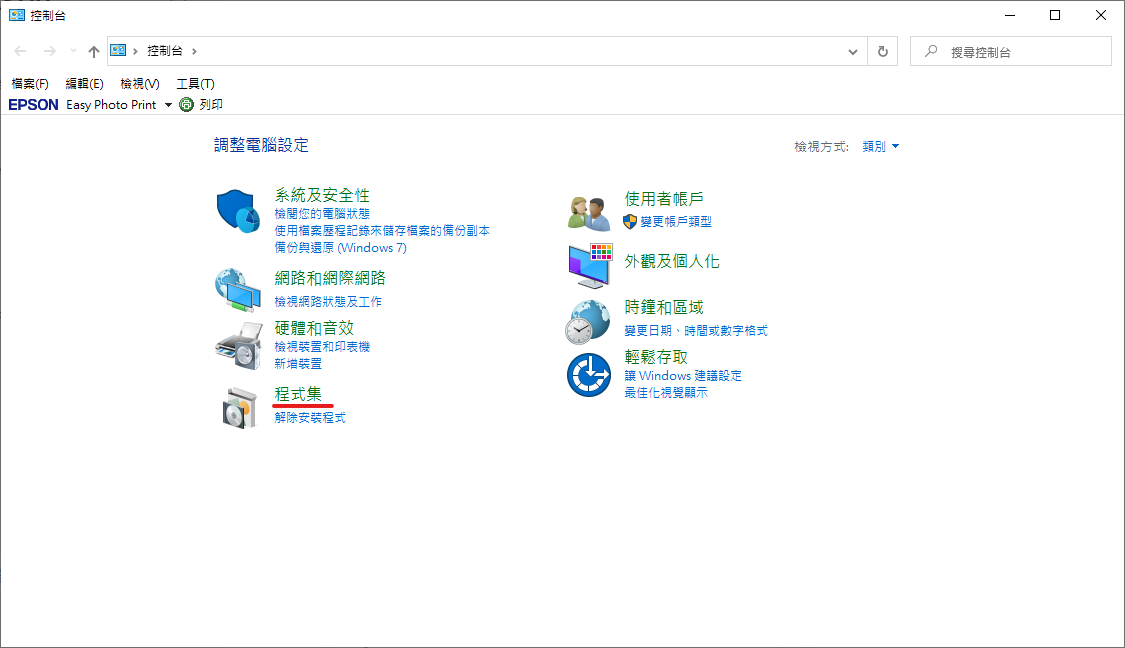 控制台
控制台
搜尋控制台
檔案(F) 編輯(E) 檢視(V) 工具(T)
EPSON Easy Photo Print 列印
調整電腦設定
檢視方式: 類別
系統及安全性
檢閱您的電腦狀態
使用檔案歷程記錄來儲存檔案的備份副本
備份與還原 (Windows 7)
網路和網際網路
檢視網路狀態及工作
硬體和音效
檢視裝置和印表機
新增裝置
程式集
解除安裝程式
使用者帳戶
變更帳戶類型
外觀及個人化
時鐘和區域
變更日期、時間或數字格式
輕鬆存取
讓 Windows 建議設定
最佳化視覺顯示